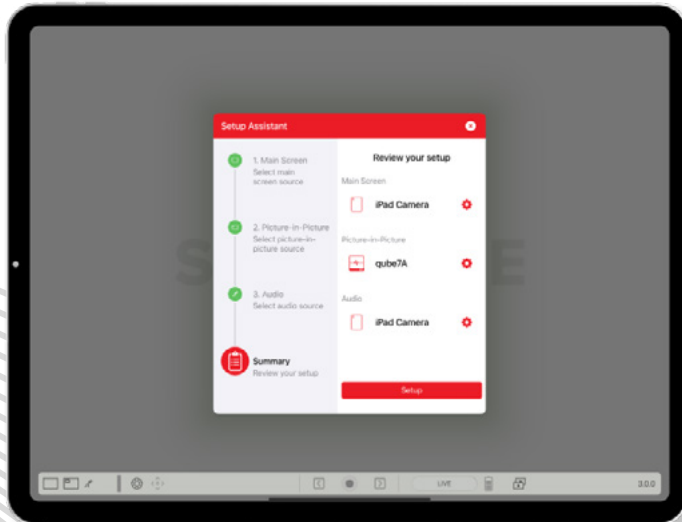 Setup Assistant
1. Main Screen
Select main
screen source
2. Picture-in-Picture
Select picture-in-
picture source
3. Audio
Select audio source
Summary
Review your setup
Review your setup
Main Screen
iPad Camera
Picture-in-Picture
qube7A
Audio
iPad Camera
Setup
LIVE
3.0.0